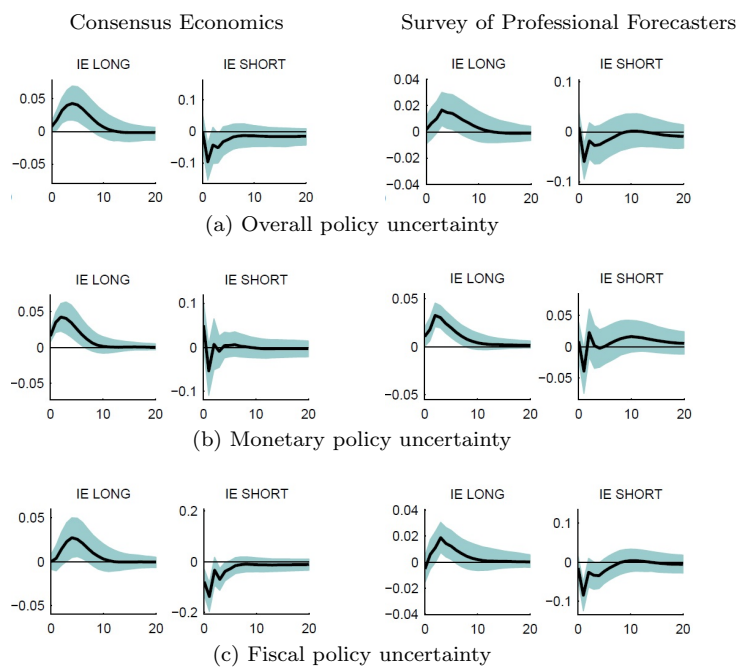 Consensus Economics Survey of Professional Forecasters
IE LONG IE SHORT IE LONG IE SHORT
0.05 0.1 0.04 0.1
0.02
0 0 0 0
−0.02
−0.05 −0.1 −0.04 −0.1
0 10 20 0 10 20 0 10 20 0 10 20
(a) Overall policy uncertainty
IE LONG IE SHORT IE LONG IE SHORT
0.05 0.1 0.05 0.05
0 0 0 0
−0.05 −0.1 −0.05 −0.05
0 10 20 0 10 20 0 10 20 0 10 20
(b) Monetary policy uncertainty
IE LONG IE SHORT IE LONG IE SHORT
0.05 0.2 0.04 0.1
0.02
0 0 0 0
−0.02
−0.05 −0.2 −0.04 −0.1
0 10 20 0 10 20 0 10 20 0 10 20
(c) Fiscal policy uncertainty